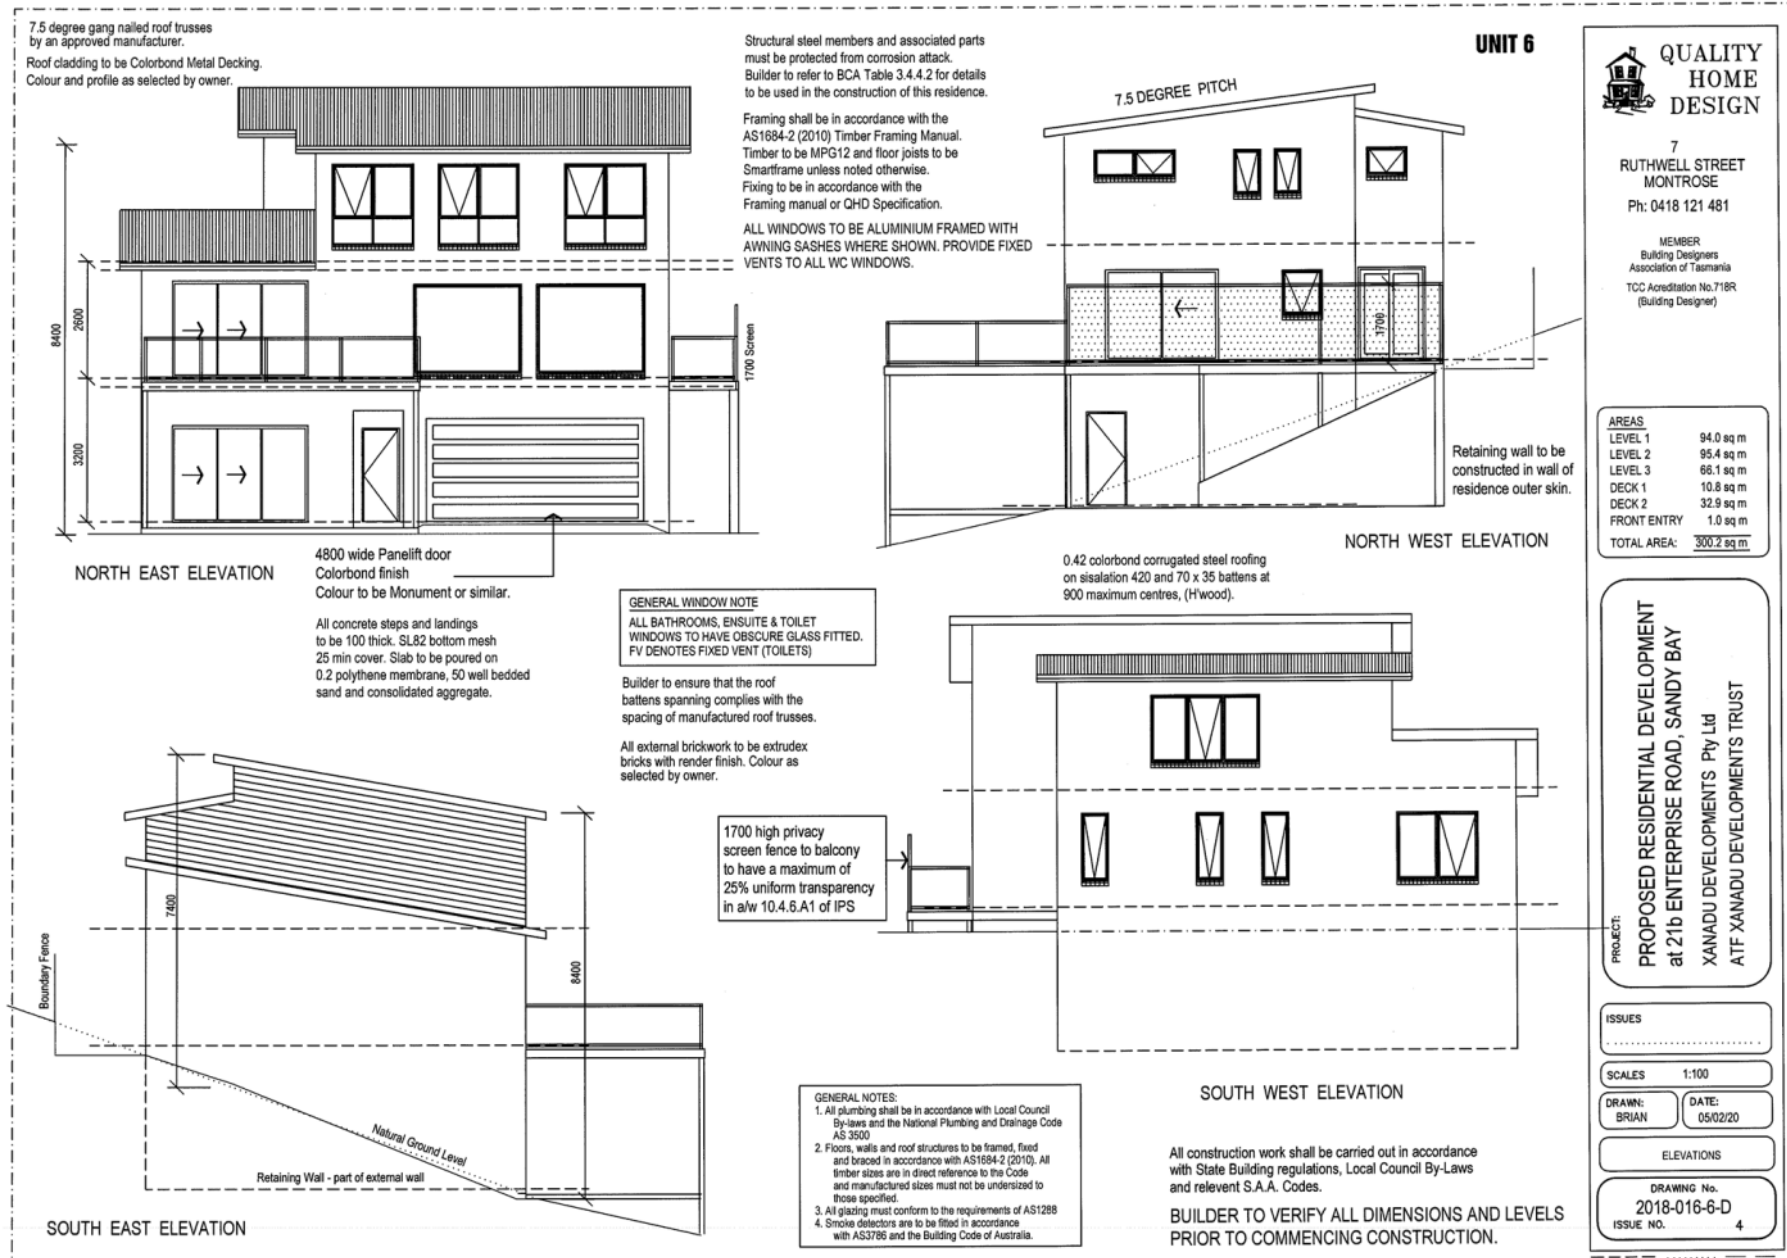 7.5 degree gang nailed roof trusses
by an approved manufacturer.
Roof cladding to be Colorbond Metal Decking.
Colour and profile as selected by owner.
8400
2600
3200
1700 Screen
NORTH EAST ELEVATION
4800 wide Panelift door
Colorbond finish
Colour to be Monument or similar.
All concrete steps and landings
to be 100 thick. SL82 bottom mesh
25 min cover. Slab to be poured on
0.2 polythene membrane, 50 well bedded
sand and consolidated aggregate.
Structural steel members and associated parts
must be protected from corrosion attack.
Builder to refer to BCA Table 3.4.4.2 for details
to be used in the construction of this residence.
Framing shall be in accordance with the
AS1684-2 (2010) Timber Framing Manual.
Timber to be MPG12 and floor joists to be
Smartframe unless noted otherwise.
Fixing to be in accordance with the
Framing manual or QHD Specification.
ALL WINDOWS TO BE ALUMINIUM FRAMED WITH
AWNING SASHES WHERE SHOWN. PROVIDE FIXED
VENTS TO ALL WC WINDOWS.
UNIT 6
7.5 DEGREE PITCH
1700
Retaining wall to be
constructed in wall of
residence outer skin.
NORTH WEST ELEVATION
0.42 colorbond corrugated steel roofing
on sisalation 420 and 70 x 35 battens at
900 maximum centres, (H'wood).
GENERAL WINDOW NOTE
ALL BATHROOMS, ENSUITE & TOILET
WINDOWS TO HAVE OBSCURE GLASS FITTED.
FV DENOTES FIXED VENT (TOILETS)
Builder to ensure that the roof
battens spanning complies with the
spacing of manufactured roof trusses.
All external brickwork to be extrudex
bricks with render finish. Colour as
selected by owner.
1700 high privacy
screen fence to balcony
to have a maximum of
25% uniform transparency
in a/w 10.4.6.A1 of IPS
SOUTH WEST ELEVATION
7400
8400
Boundary Fence
Natural Ground Level
Retaining Wall - part of external wall
SOUTH EAST ELEVATION
GENERAL NOTES:
1. All plumbing shall be in accordance with Local Council
By-laws and the National Plumbing and Drainage Code
AS 3500
2. Floors, walls and roof structures to be framed, fixed
and braced in accordance with AS1684-2 (2010). All
timber sizes are in direct reference to the Code
and manufactured sizes must not be undersized to
those specified.
3. All glazing must conform to the requirements of AS1288
4. Smoke detectors are to be fitted in accordance
with AS3786 and the Building Code of Australia.
All construction work shall be carried out in accordance
with State Building regulations, Local Council By-Laws
and relevent S.A.A. Codes.
BUILDER TO VERIFY ALL DIMENSIONS AND LEVELS
PRIOR TO COMMENCING CONSTRUCTION.
QUALITY
HOME
DESIGN
7
RUTHWELL STREET
MONTROSE
Ph: 0418 121 481
MEMBER
Building Designers
Association of Tasmania
TCC Acreditation No.718R
(Building Designer)
AREAS
LEVEL 1 94.0 sq m
LEVEL 2 95.4 sq m
LEVEL 3 66.1 sq m
DECK 1 10.8 sq m
DECK 2 32.9 sq m
FRONT ENTRY 1.0 sq m
TOTAL AREA: 300.2 sq m
PROJECT:
PROPOSED RESIDENTIAL DEVELOPMENT
at 21b ENTERPRISE ROAD, SANDY BAY
XANADU DEVELOPMENTS Pty Ltd
ATF XANADU DEVELOPMENTS TRUST
ISSUES
SCALES 1:100
DRAWN:
BRIAN
DATE:
05/02/20
ELEVATIONS
DRAWING No.
2018-016-6-D
ISSUE NO. 4